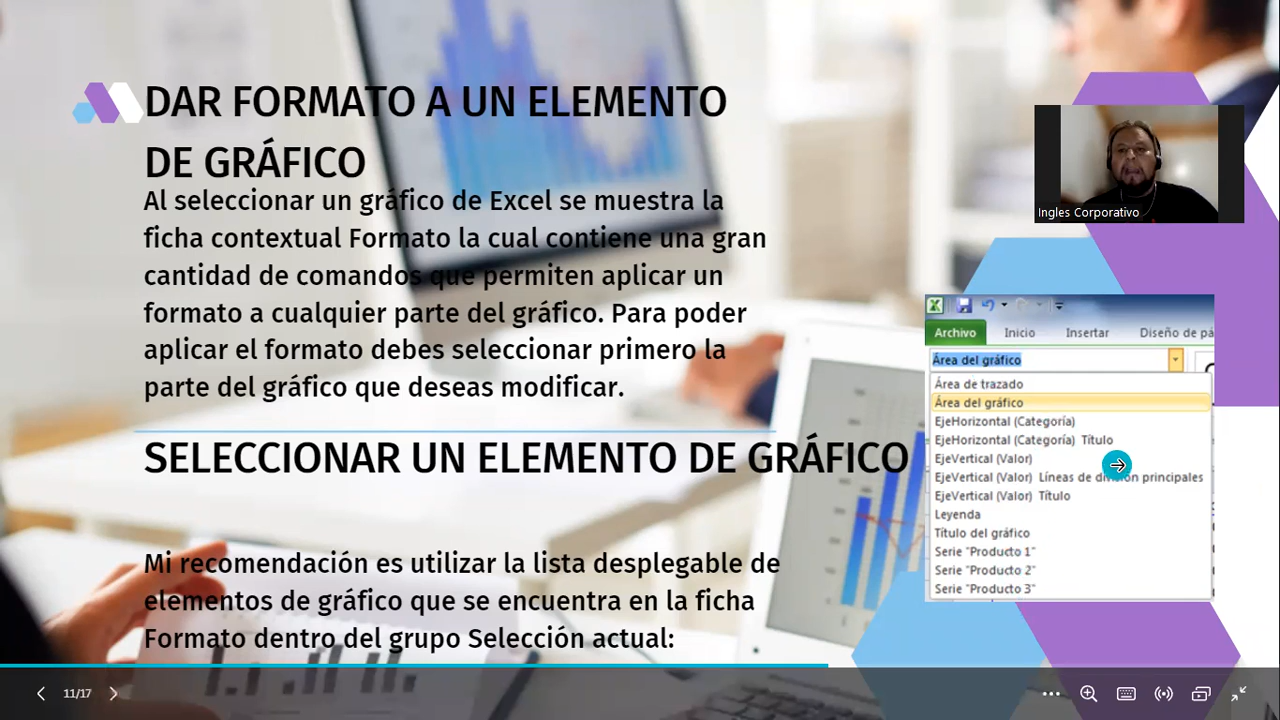 DAR FORMATO A UN ELEMENTO
DE GRÁFICO
Al seleccionar un gráfico de Excel se muestra la
ficha contextual Formato la cual contiene una gran
cantidad de comandos que permiten aplicar un
formato a cualquier parte del gráfico. Para poder
aplicar el formato debes seleccionar primero la
parte del gráfico que deseas modificar.
SELECCIONAR UN ELEMENTO DE GRÁFICO
Mi recomendación es utilizar la lista desplegable de
elementos de gráfico que se encuentra en la ficha
Formato dentro del grupo Selección actual:
Ingles Corporativo
Archivo Inicio Insertar Diseño de pá
Área del gráfico
Área de trazado
Área del gráfico
EjeHorizontal (Categoría)
EjeHorizontal (Categoría) Título
EjeVertical (Valor)
EjeVertical (Valor) Líneas de división principales
EjeVertical (Valor) Título
Leyenda
Título del gráfico
Serie "Producto 1"
Serie "Producto 2"
Serie "Producto 3"
11/17